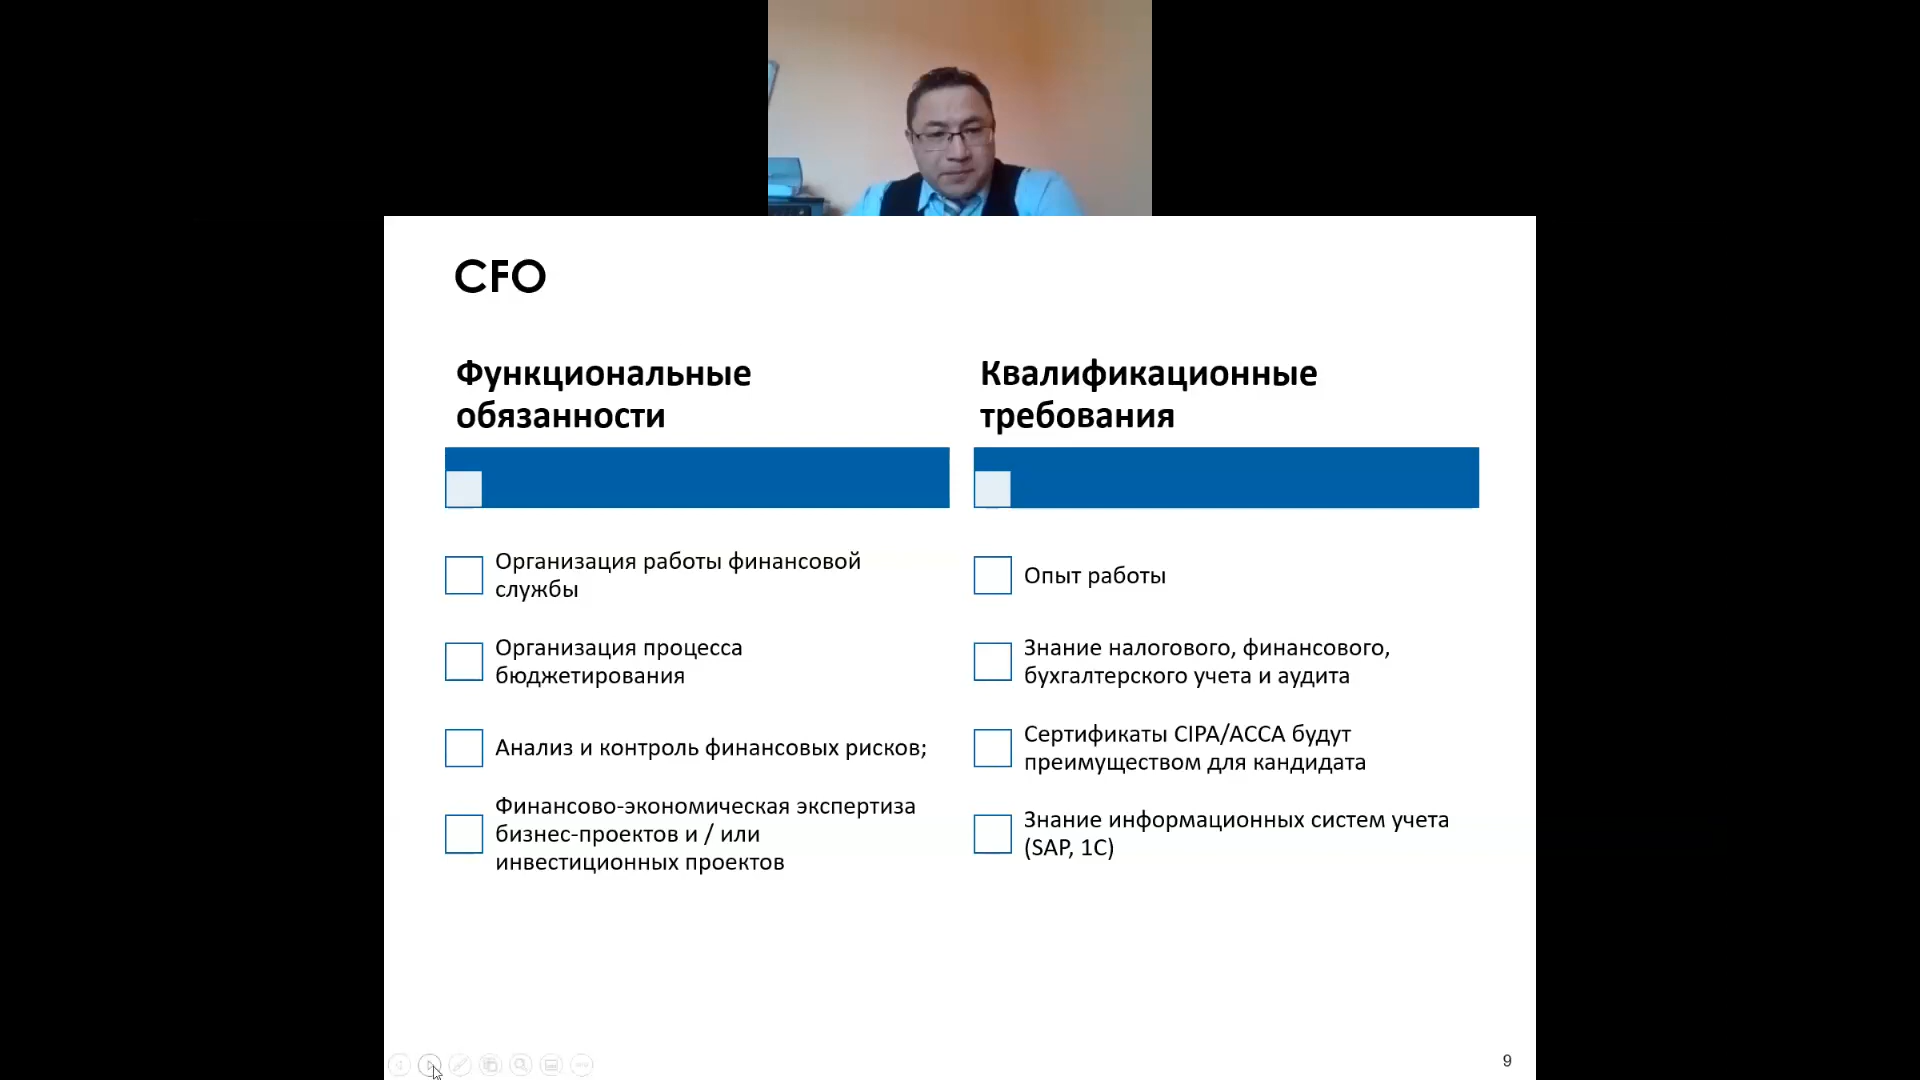 CFO
Функциональные
обязанности
Организация работы финансовой
службы
Организация процесса
бюджетирования
Анализ и контроль финансовых рисков;
Финансово-экономическая экспертиза
бизнес-проектов и / или
инвестиционных проектов
Квалификационные
требования
Опыт работы
Знание налогового, финансового,
бухгалтерского учета и аудита
Сертификаты CIPA/ACCA будут
преимуществом для кандидата
Знание информационных систем учета
(SAP, 1C)
9